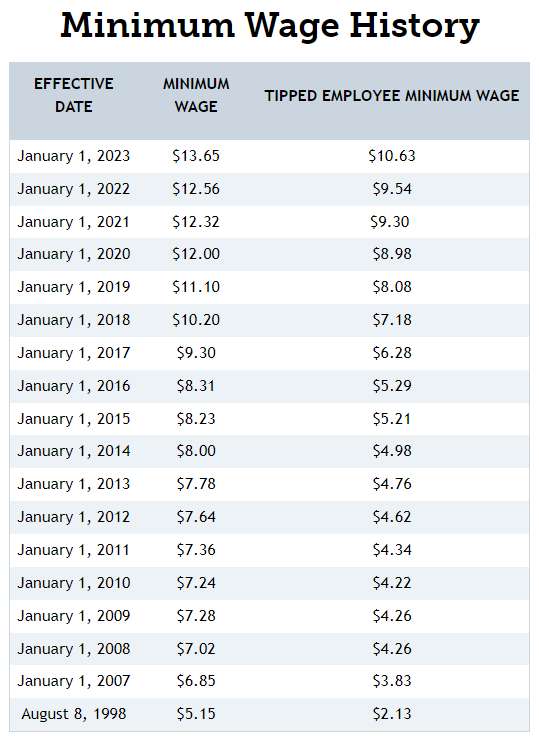 Minimum Wage History
EFFECTIVE DATE MINIMUM WAGE TIPPED EMPLOYEE MINIMUM WAGE
January 1, 2023 $13.65 $10.63
January 1, 2022 $12.56 $9.54
January 1, 2021 $12.32 $9.30
January 1, 2020 $12.00 $8.98
January 1, 2019 $11.10 $8.08
January 1, 2018 $10.20 $7.18
January 1, 2017 $9.30 $6.28
January 1, 2016 $8.31 $5.29
January 1, 2015 $8.23 $5.21
January 1, 2014 $8.00 $4.98
January 1, 2013 $7.78 $4.76
January 1, 2012 $7.64 $4.62
January 1, 2011 $7.36 $4.34
January 1, 2010 $7.24 $4.22
January 1, 2009 $7.28 $4.26
January 1, 2008 $7.02 $4.26
January 1, 2007 $6.85 $3.83
August 8, 1998 $5.15 $2.13